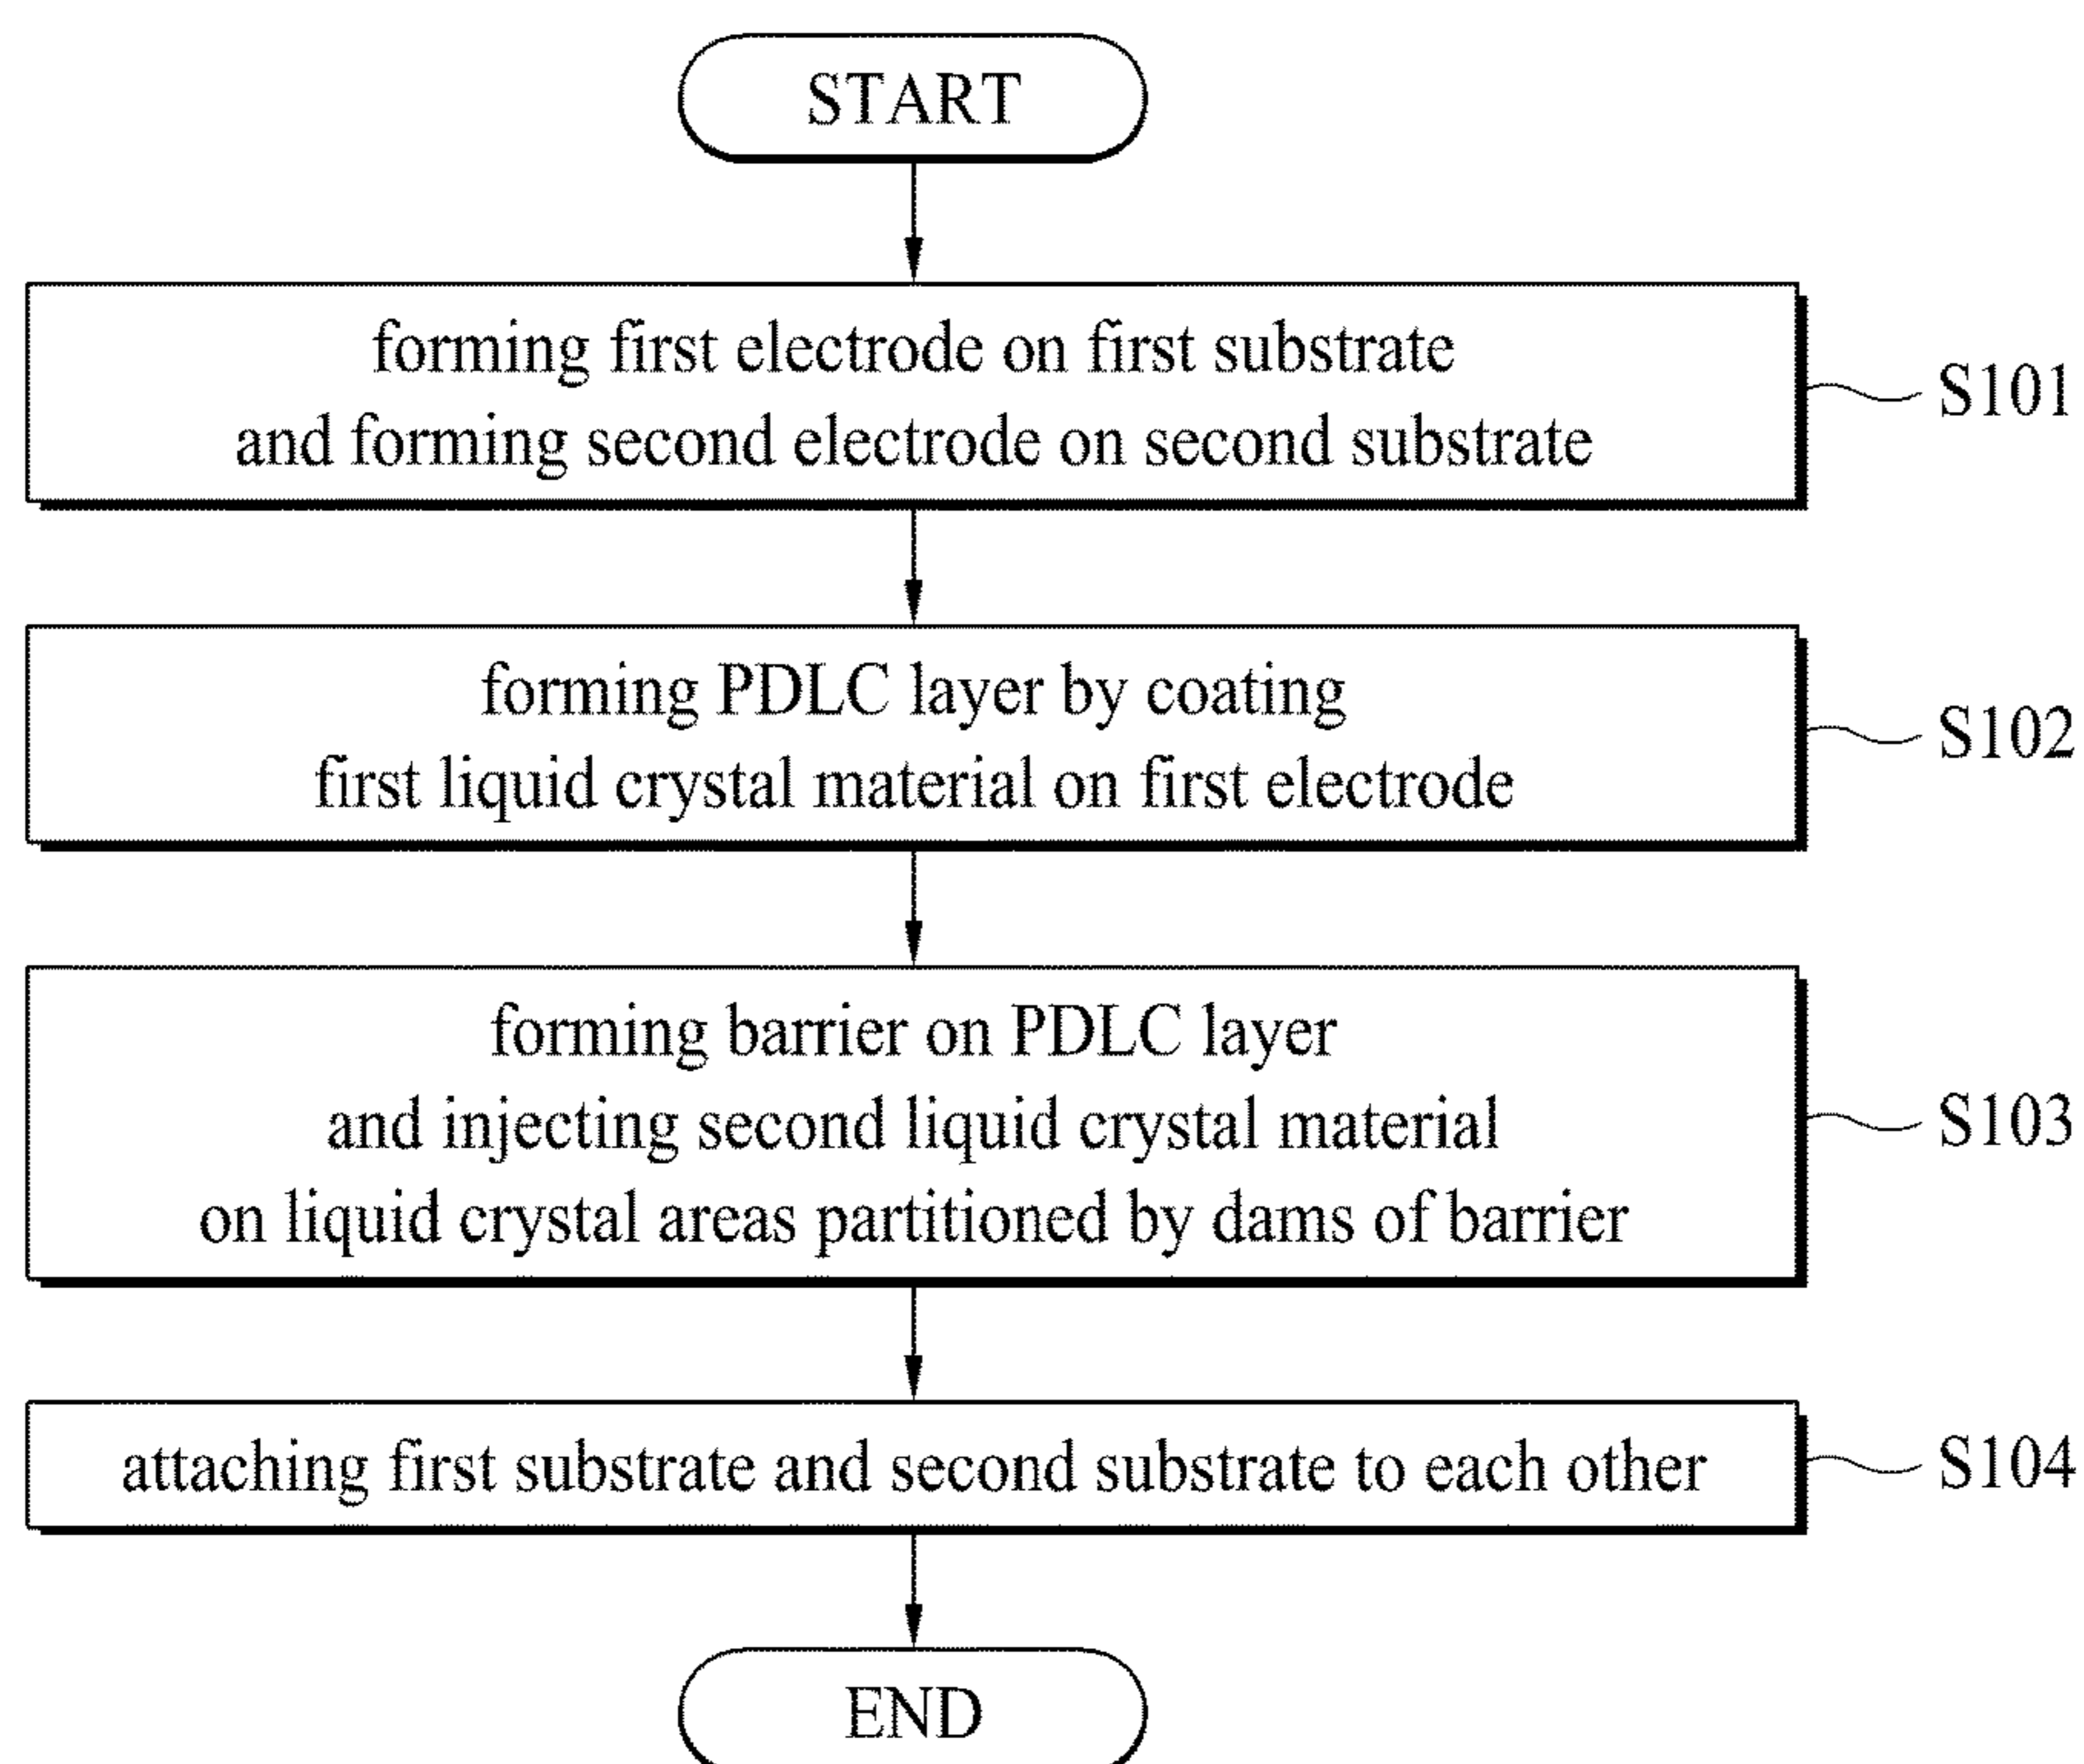 START
forming first electrode on first substrate
and forming second electrode on second substrate
S101
forming PDLC layer by coating
first liquid crystal material on first electrode
S102
forming barrier on PDLC layer
and injecting second liquid crystal material
on liquid crystal areas partitioned by dams of barrier
S103
attaching first substrate and second substrate to each other
S104
END